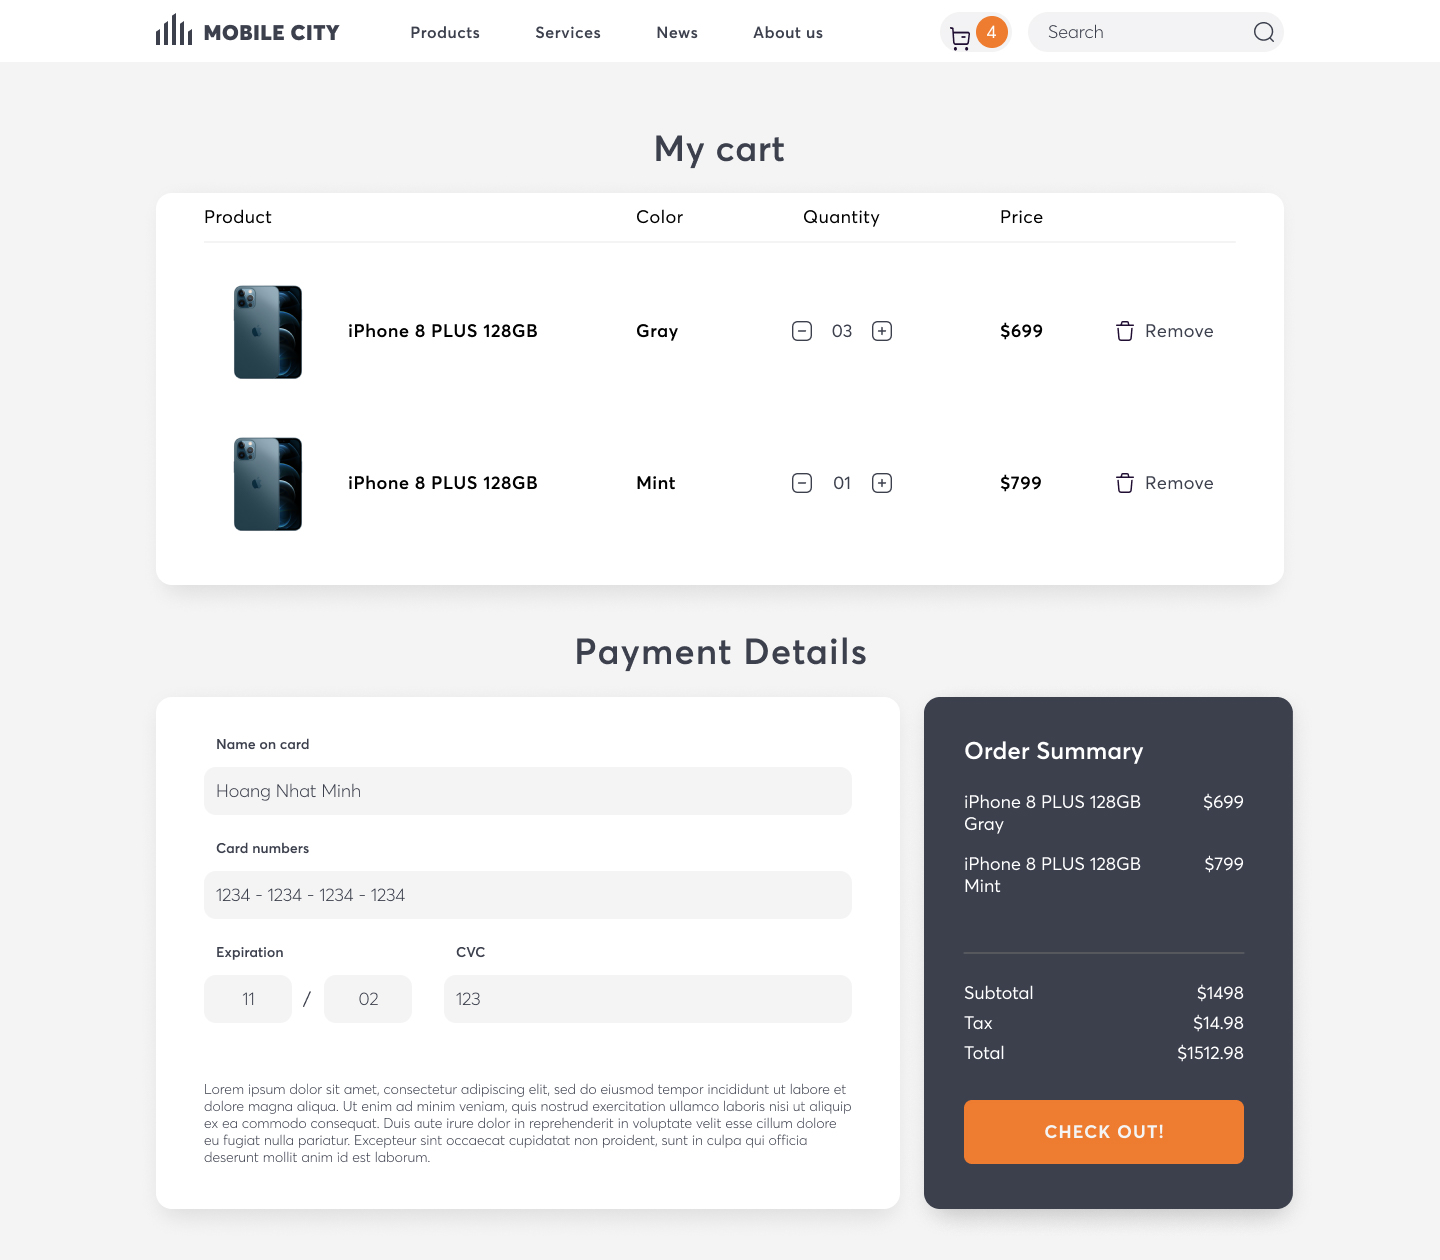 MOBILE CITY
Products
Services
News
About us
4
Search
My cart
Product
Color
Quantity
Price
iPhone 8 PLUS 128GB
Gray
03
$699
Remove
iPhone 8 PLUS 128GB
Mint
01
$799
Remove
Payment Details
Name on card
Hoang Nhat Minh
Card numbers
1234 - 1234 - 1234 - 1234
Expiration
CVC
11 / 02
123
Lorem ipsum dolor sit amet, consectetur adipiscing elit, sed do eiusmod tempor incididunt ut labore et
dolore magna aliqua. Ut enim ad minim veniam, quis nostrud exercitation ullamco laboris nisi ut aliquip
ex ea commodo consequat. Duis aute irure dolor in reprehenderit in voluptate velit esse cillum dolore
eu fugiat nulla pariatur. Excepteur sint occaecat cupidatat non proident, sunt in culpa qui officia
deserunt mollit anim id est laborum.
Order Summary
iPhone 8 PLUS 128GB
Gray
$699
iPhone 8 PLUS 128GB
Mint
$799
Subtotal
$1498
Tax
$14.98
Total
$1512.98
CHECK OUT!